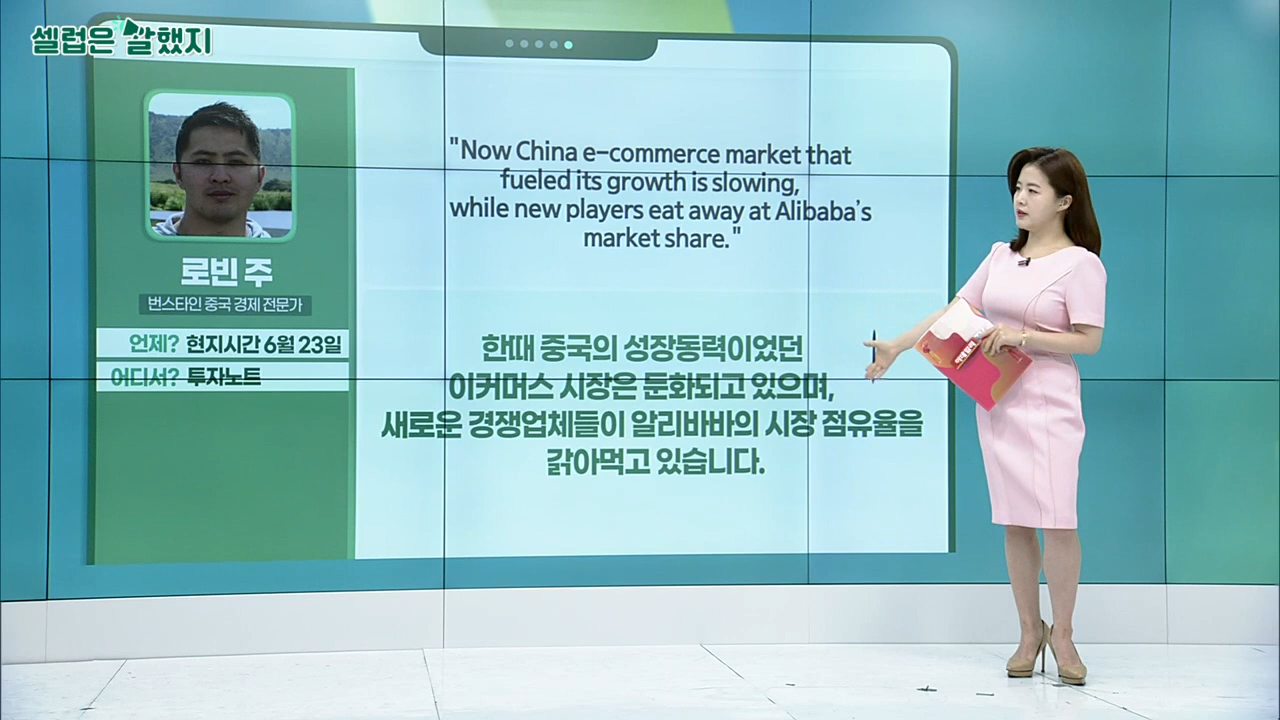 셀럽은 말했지
로빈 주
번스타인 중국 경제 전문가
언제? 현지시간 6월 23일
어디서? 투자노트
"Now China e-commerce market that
fueled its growth is slowing,
while new players eat away at Alibaba's
market share."
한때 중국의 성장동력이었던
이커머스 시장은 둔화되고 있으며,
새로운 경쟁업체들이 알리바바의 시장 점유율을
갉아먹고 있습니다.